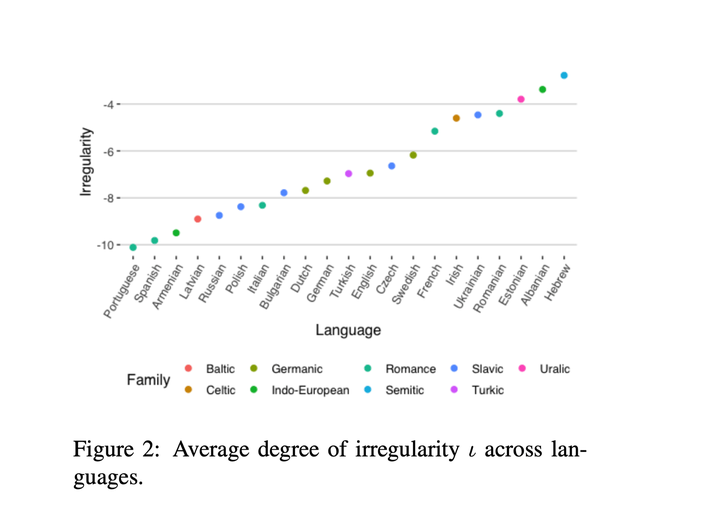 -4
-6
-8
-10
Irregularity
Portuguese
Spanish
Armenian
Latvian
Russian
Polish
Italian
Bulgarian
Dutch
German
Turkish
English
Czech
Swedish
French
Irish
Ukrainian
Romanian
Estonian
Albanian
Hebrew
Language
Family
Baltic
Germanic
Romance
Slavic
Uralic
Celtic
Indo-European
Semitic
Turkic
Figure 2: Average degree of irregularity ι across lan-
guages.